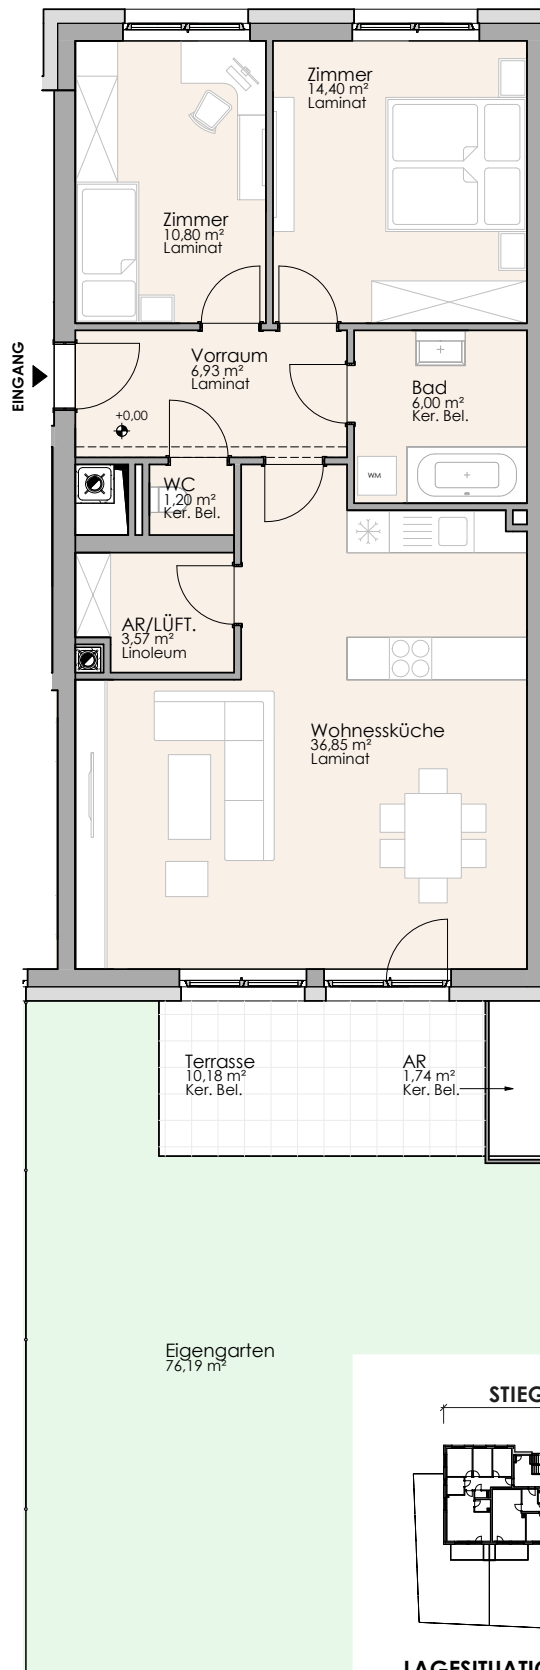 Zimmer
14,40 m²
Laminat
Zimmer
10,80 m²
Laminat
EINGANG
Vorraum
6,93 m²
Laminat
+0,00
Bad
6,00 m²
Ker. Bel.
WM
WC
1,20 m²
Ker. Bel.
AR/LÜFT.
3,57 m²
Linoleum
Wohnessküche
36,85 m²
Laminat
Terrasse
10,18 m²
Ker. Bel.
AR
1,74 m²
Ker. Bel.
Eigengarten
76,19 m²
STIEG
LAGESITUATIO